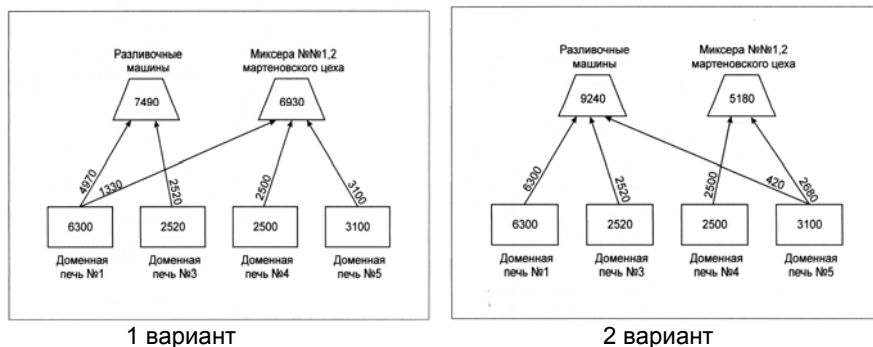 Разливочные
машины
Миксера №№1,2
мартеновского цеха
7490
6930
4970
1330
2520
2500
3100
6300
2520
2500
3100
Доменная
печь №1
Доменная
печь №3
Доменная
печь №4
Доменная
печь №5
1 вариант
Разливочные
машины
Миксера №№1,2
мартеновского цеха
9240
5180
6300
2520
2500
420
2680
6300
2520
2500
3100
Доменная
печь №1
Доменная
печь №3
Доменная
печь №4
Доменная
печь №5
2 вариант